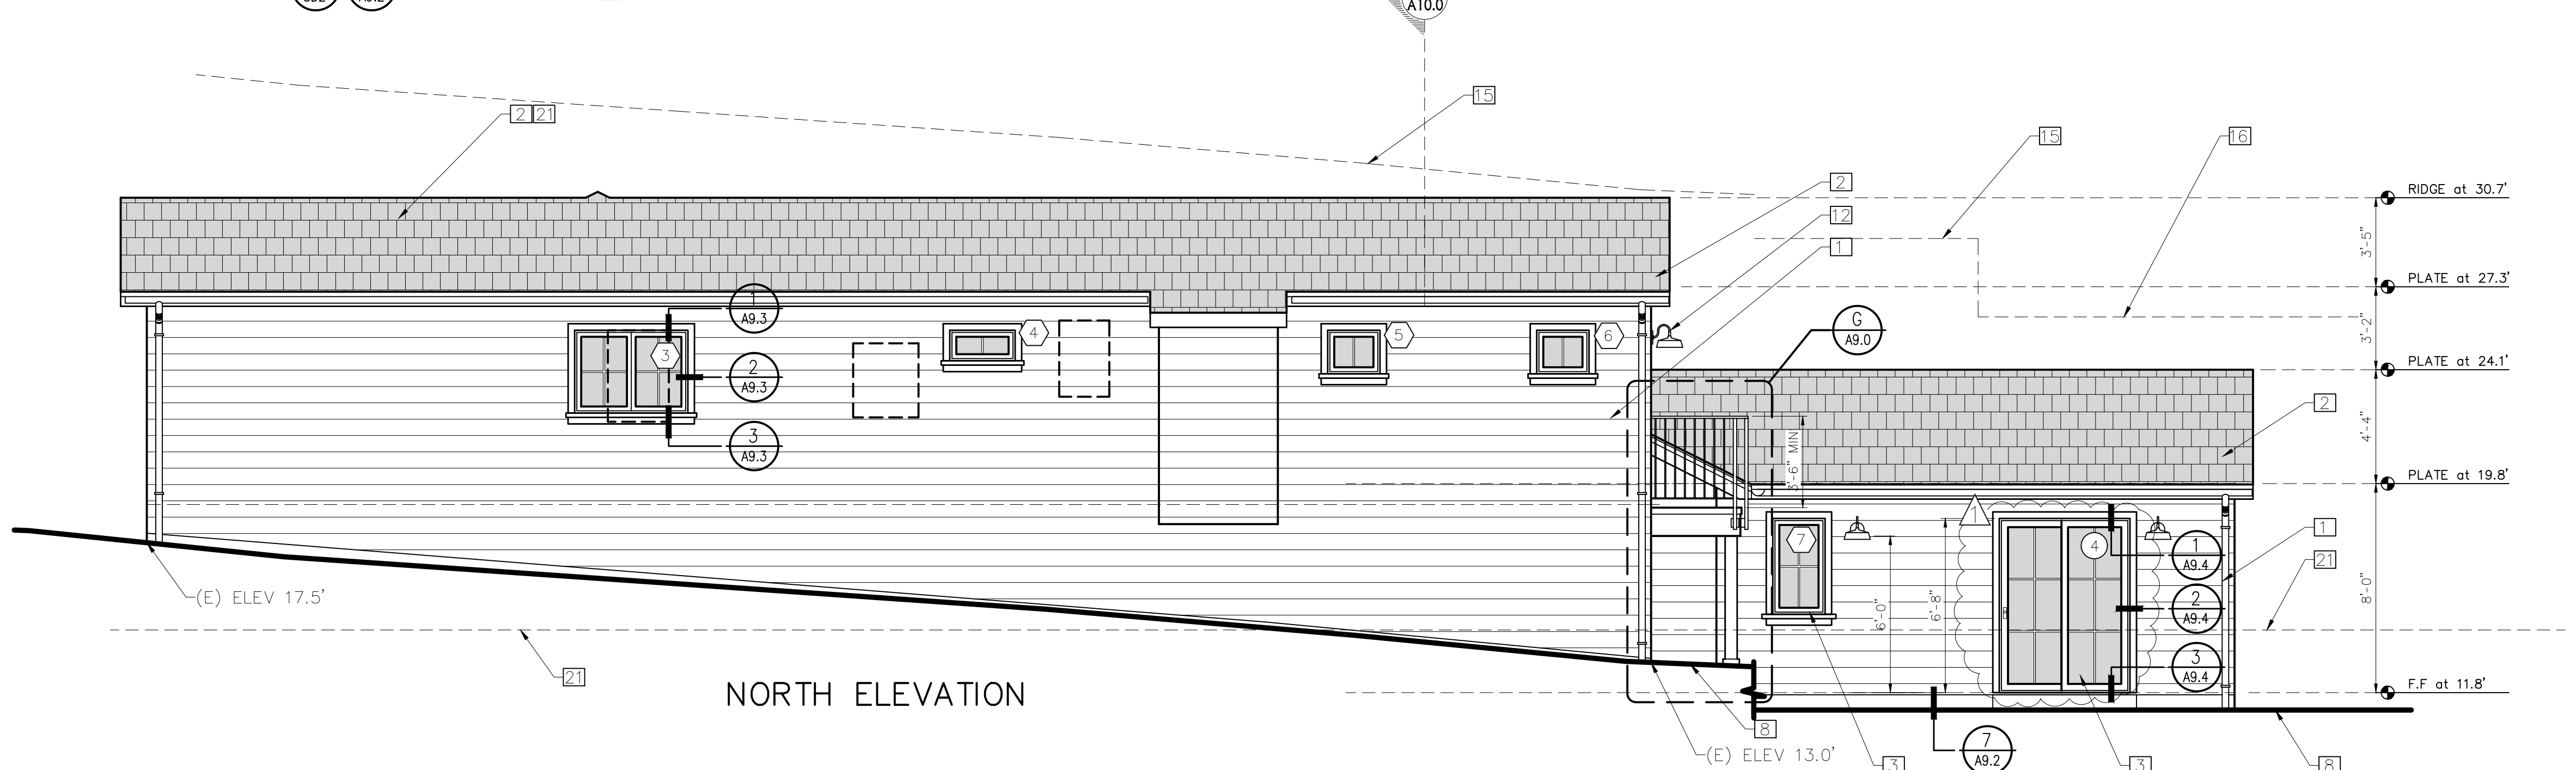 A9.2
A10.0
2 21
15
15
16
2
12
1
RIDGE at 30.7'
3'-5"
PLATE at 27.3'
3'-2"
PLATE at 24.1'
4'-4"
PLATE at 19.8'
8'-0"
F.F at 11.8'
1
A9.3
2
A9.3
3
A9.3
3
4
5
6
G
A9.0
2
3'-6" MIN
1
7
4
6'-0"
6'-8"
1
A9.4
2
A9.4
3
A9.4
1
21
(E) ELEV 17.5'
21
NORTH ELEVATION
8
(E) ELEV 13.0'
7
A9.2
3
3
8